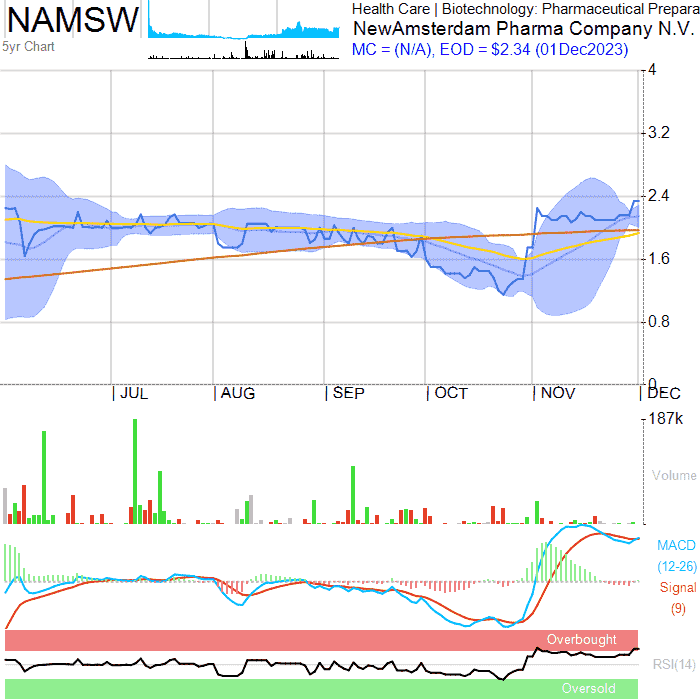 NAMSW
5yr Chart
Health Care | Biotechnology: Pharmaceutical Prepara
NewAmsterdam Pharma Company N.V.
MC = (N/A), EOD = $2.34 (01Dec2023)
4
3.2
2.4
1.6
0.8
0
JUL
AUG
SEP
OCT
NOV
DEC
187k
Volume
MACD
(12-26)
Signal
(9)
Overbought
RSI(14)
Oversold